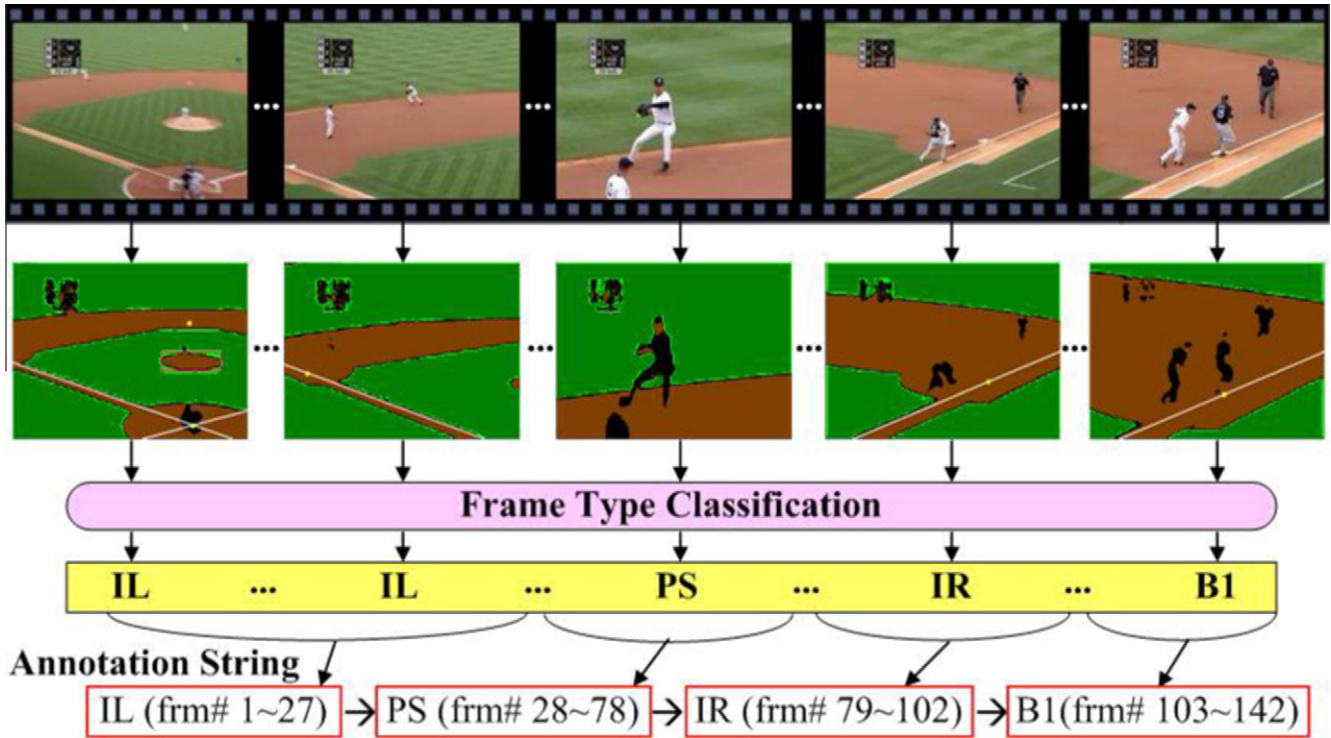 Frame Type Classification
IL ... IL ... PS ... IR ... B1
Annotation String
IL (frm# 1~27) → PS (frm# 28~78) → IR (frm# 79~102) → B1(frm# 103~142)